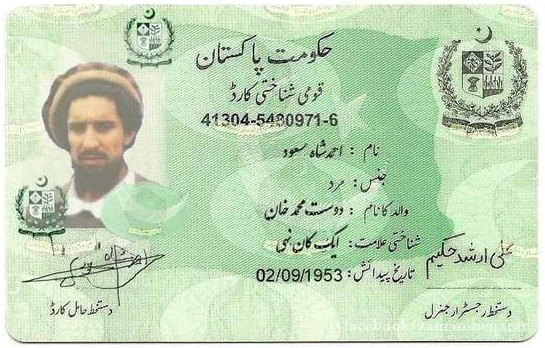 حکومت پاکستان
قومی شناختی کارڈ
41304-5480971-6
نام : احمد شاہ مسعود
جنس: مرد
والد کا نام : دوست محمد خان
شناختی علامت: ایک کان نہیں
تاریخ پیدائش: 02/09/1953
علی ارشد حکیم
دستخط حامل کارڈ
دستخط رجسٹرار جنرل